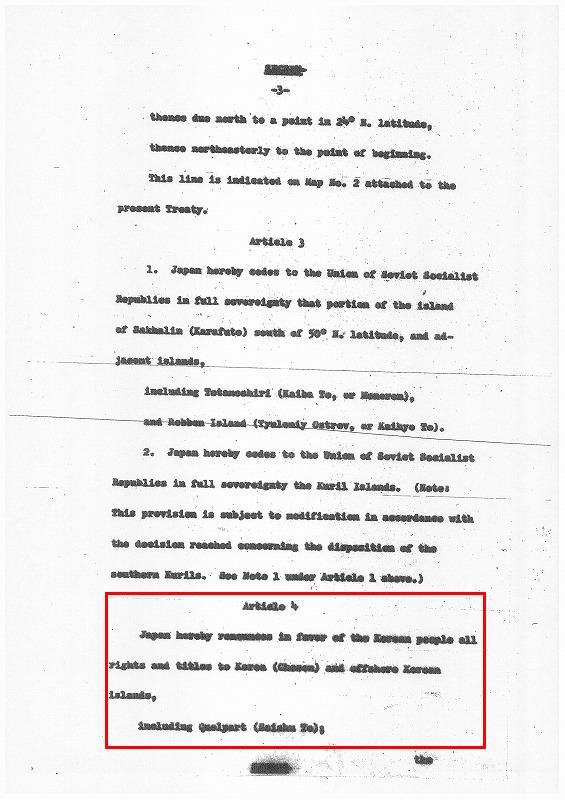 -3-
thence due north to a point in 24° N. latitude,
thence northeasterly to the point of beginning.
This line is indicated on Map No. 2 attached to the
present Treaty.
Article 3
1. Japan hereby cedes to the Union of Soviet Socialist
Republics in full sovereignty that portion of the island
of Sakhalin (Karafuto) south of 50° N. latitude, and ad-
jacent islands,
including Totomoshiri (Kaiba To, or Moneron),
and Robben Island (Tyuleniy Ostrov, or Kaihyo To).
2. Japan hereby cedes to the Union of Soviet Socialist
Republics in full sovereignty the Kuril Islands. (Note:
This provision is subject to modification in accordance with
the decision reached concerning the disposition of the
southern Kurils. See Note 1 under Article 1 above.)
Article 4
Japan hereby renounces in favor of the Korean people all
rights and titles to Korea (Chosen) and offshore Korean
islands,
including Quelpart (Saishu To);
the